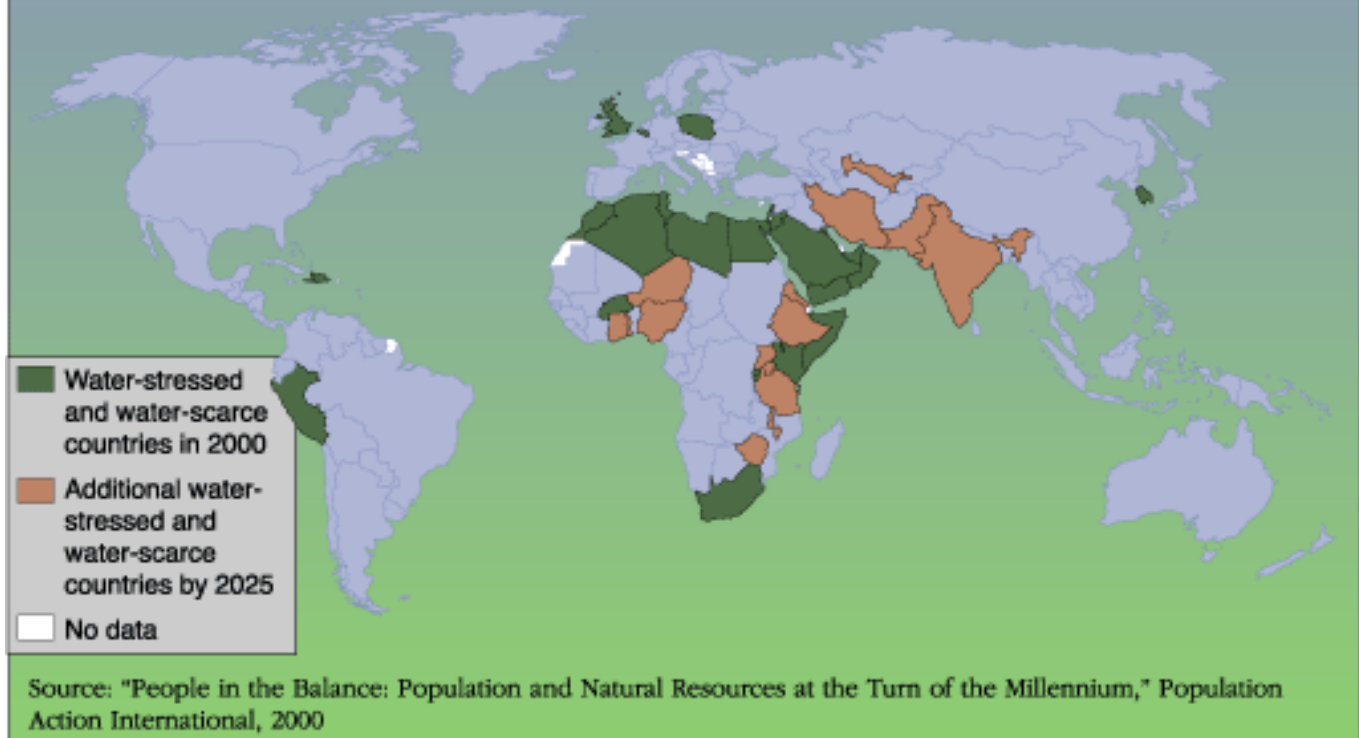 Water-stressed
and water-scarce
countries in 2000
Additional water-
stressed and
water-scarce
countries by 2025
No data
Source: "People in the Balance: Population and Natural Resources at the Turn of the Millennium," Population
Action International, 2000